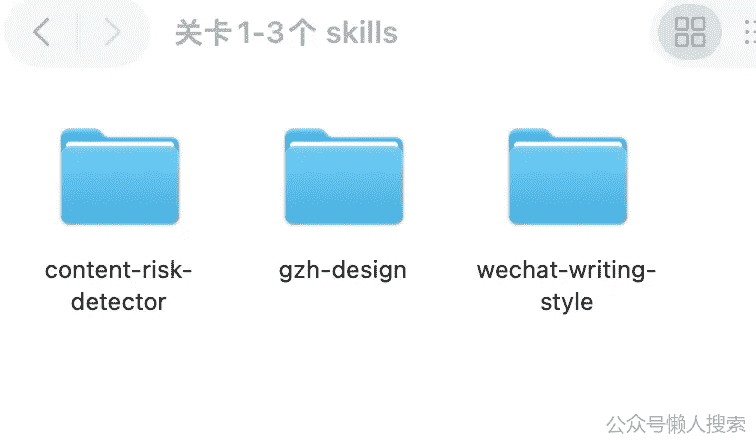 关卡1-3个 skills
content-risk-
detector
gzh-design
wechat-writing-
style
公众号懒人搜索